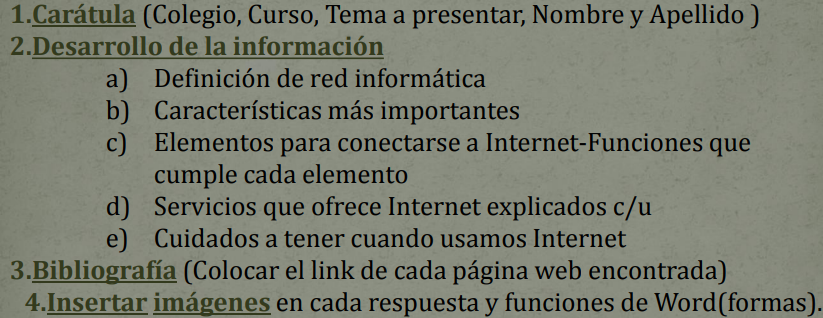 1.Carátula (Colegio, Curso, Tema a presentar, Nombre y Apellido )
2.Desarrollo de la información
a) Definición de red informática
b) Características más importantes
c) Elementos para conectarse a Internet-Funciones que
cumple cada elemento
d) Servicios que ofrece Internet explicados c/u
e) Cuidados a tener cuando usamos Internet
3.Bibliografía (Colocar el link de cada página web encontrada)
4.Insertar imágenes en cada respuesta y funciones de Word(formas).